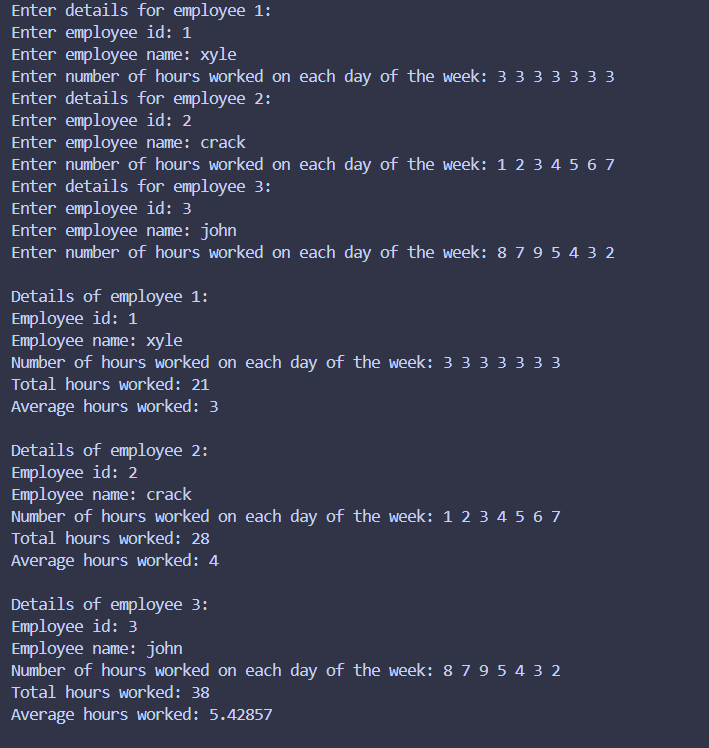 Enter details for employee 1:
Enter employee id: 1
Enter employee name: xyle
Enter number of hours worked on each day of the week: 3 3 3 3 3 3 3
Enter details for employee 2:
Enter employee id: 2
Enter employee name: crack
Enter number of hours worked on each day of the week: 1 2 3 4 5 6 7
Enter details for employee 3:
Enter employee id: 3
Enter employee name: john
Enter number of hours worked on each day of the week: 8 7 9 5 4 3 2
Details of employee 1:
Employee id: 1
Employee name: xyle
Number of hours worked on each day of the week: 3 3 3 3 3 3 3
Total hours worked: 21
Average hours worked: 3
Details of employee 2:
Employee id: 2
Employee name: crack
Number of hours worked on each day of the week: 1 2 3 4 5 6 7
Total hours worked: 28
Average hours worked: 4
Details of employee 3:
Employee id: 3
Employee name: john
Number of hours worked on each day of the week: 8 7 9 5 4 3 2
Total hours worked: 38
Average hours worked: 5.42857